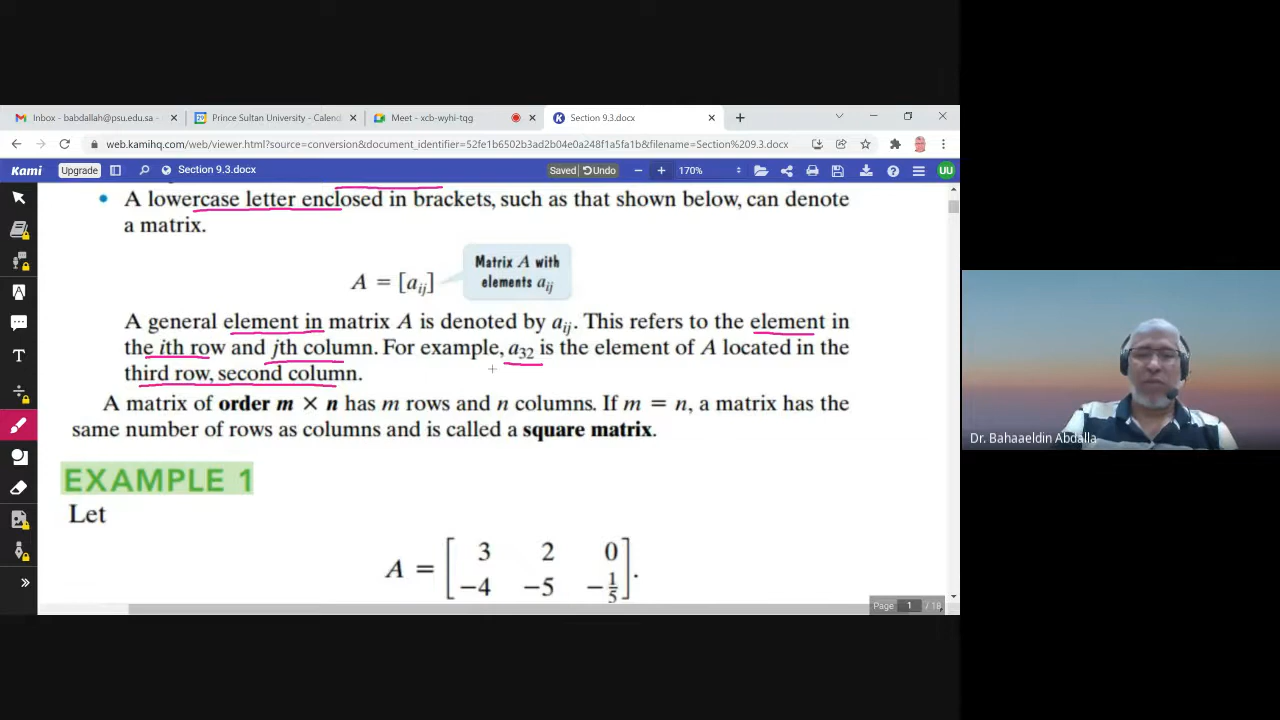 Inbox - babdallah@psu.edu.sa -
Prince Sultan University - Calend
Meet - xcb-wyhi-tqg
Section 9.3.docx
web.kamihq.com/web/viewer.html?source=conversion&document_identifier=52fe1b6502b3ad2b04e0a248f1a5fa1b&filename=Section%209.3.docx
Kami
Upgrade
Section 9.3.docx
Saved
Undo
170%
UU
• A lowercase letter enclosed in brackets, such as that shown below, can denote
a matrix.
Matrix A with
A = [aij]
elements aij
A general element in matrix A is denoted by aij. This refers to the element in
the ith row and jth column. For example, a32 is the element of A located in the
third row, second column.
A matrix of order m × n has m rows and n columns. If m = n, a matrix has the
same number of rows as columns and is called a square matrix.
EXAMPLE 1
Let
3 2 0
A =
-4 -5 -1/5
.
Page 1 / 18
Dr. Bahaaeldin Abdalla